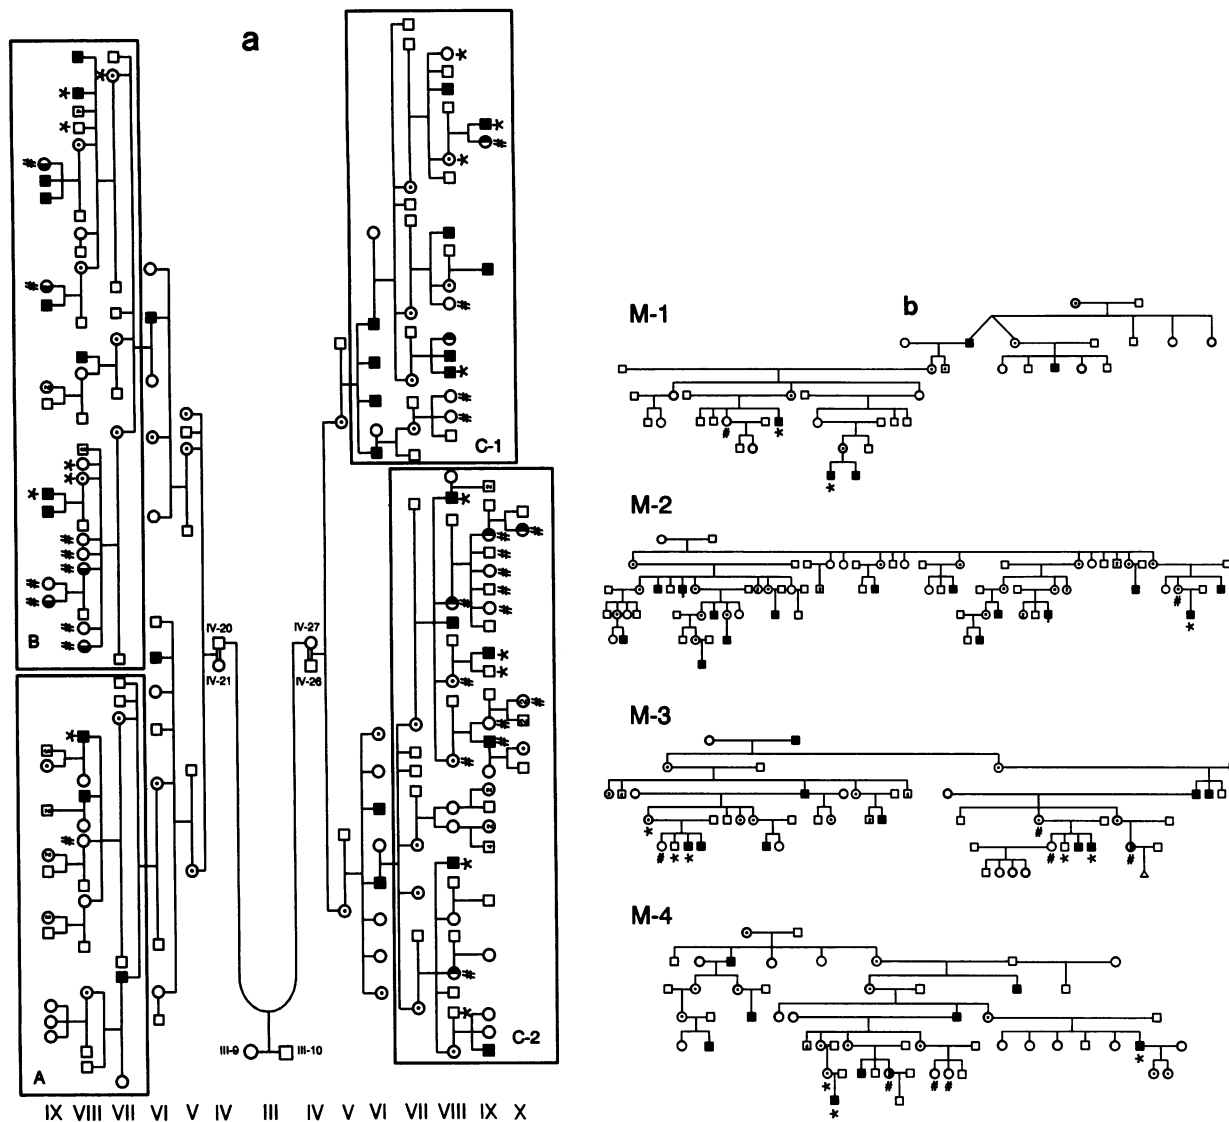 a
b
M-1
M-2
M-3
M-4
C-1
C-2
B
A
IV-20
IV-21
IV-27
IV-26
III-9
III-10
IX VIII VII VI V IV III IV V VI VII VIII IX X